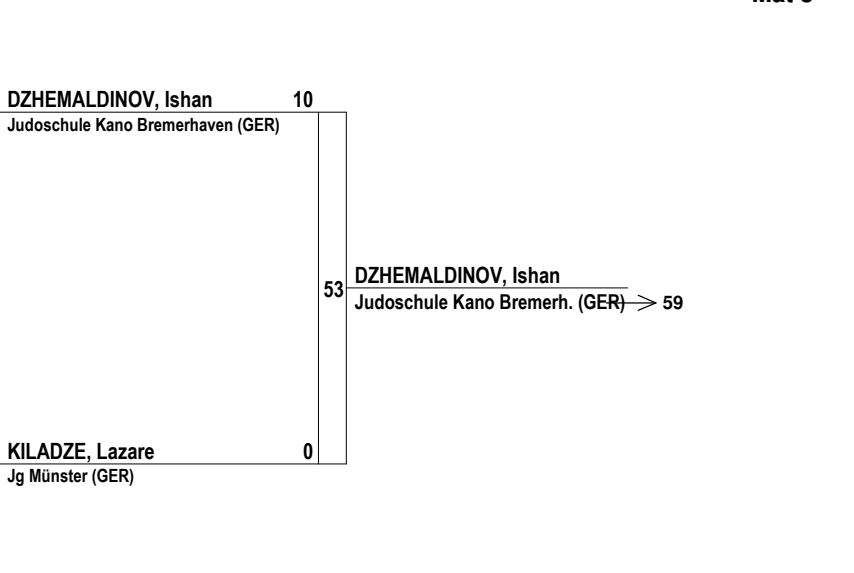 DZHEMALDINOV, Ishan 10
Judoschule Kano Bremerhaven (GER)
53
DZHEMALDINOV, Ishan
Judoschule Kano Bremerh. (GER) 59
KILADZE, Lazare 0
Jg Münster (GER)